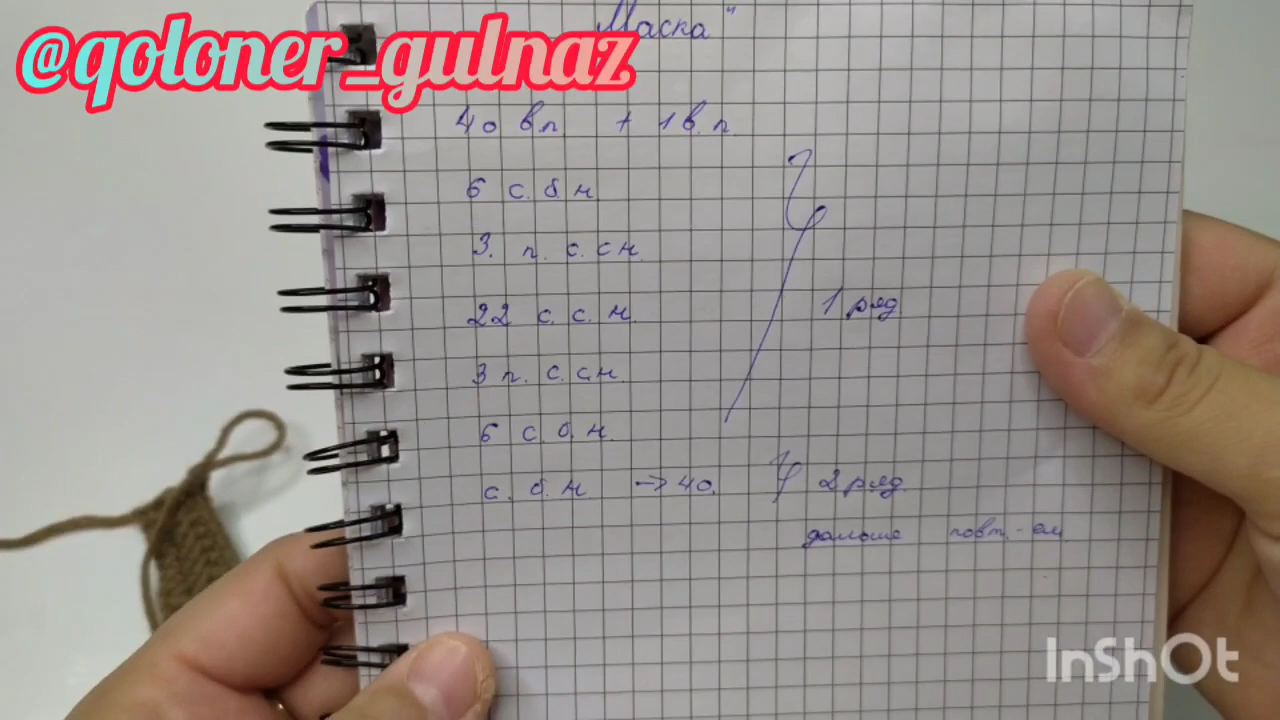 @qoloner_gulnaz
"Маска"
40 в.п. + 1 в.п.
6 с.б.н
3. п.с.сн.
22 с.с.н.
3 п.с.сн.
6 с б.н.
с.б.н → 40.
1 ряд
2 ряд.
дальше повт.-ем.
InShOt